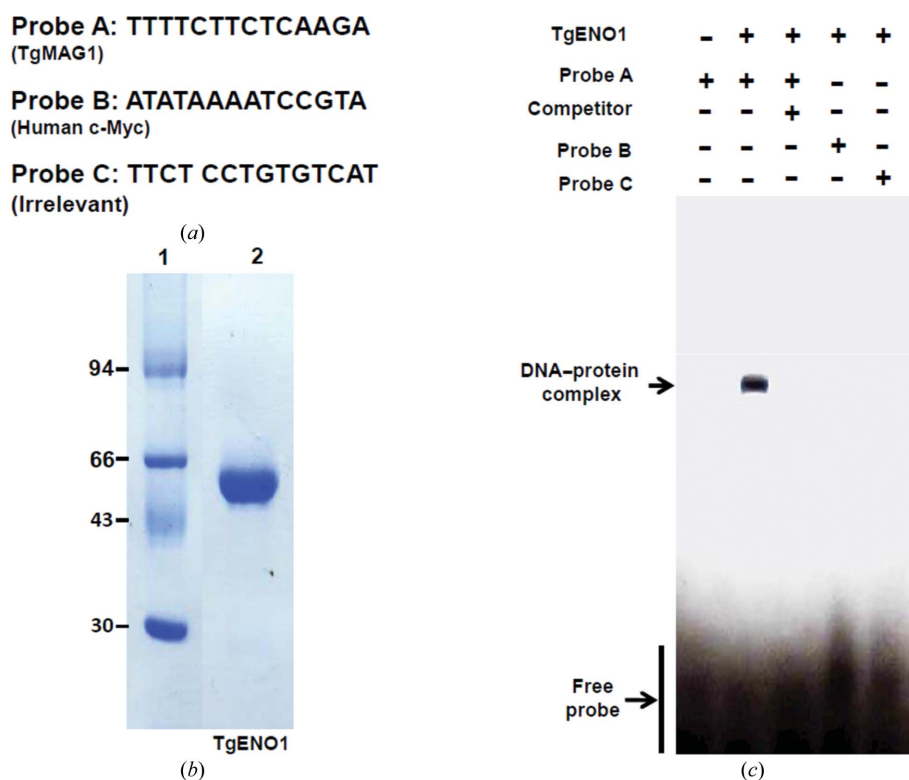 Probe A: TTTTCTTCTCAAGA
(TgMAG1)
Probe B: ATATAAAATCCGTA
(Human c-Myc)
Probe C: TTCT CCTGTGTCAT
(Irrelevant)
(a)
1 2
94
66
43
30
TgENO1
(b)
TgENO1 - + + + +
Probe A + + + - -
Competitor - - + - -
Probe B - - - + -
Probe C - - - - +
DNA–protein
complex
Free
probe
(c)